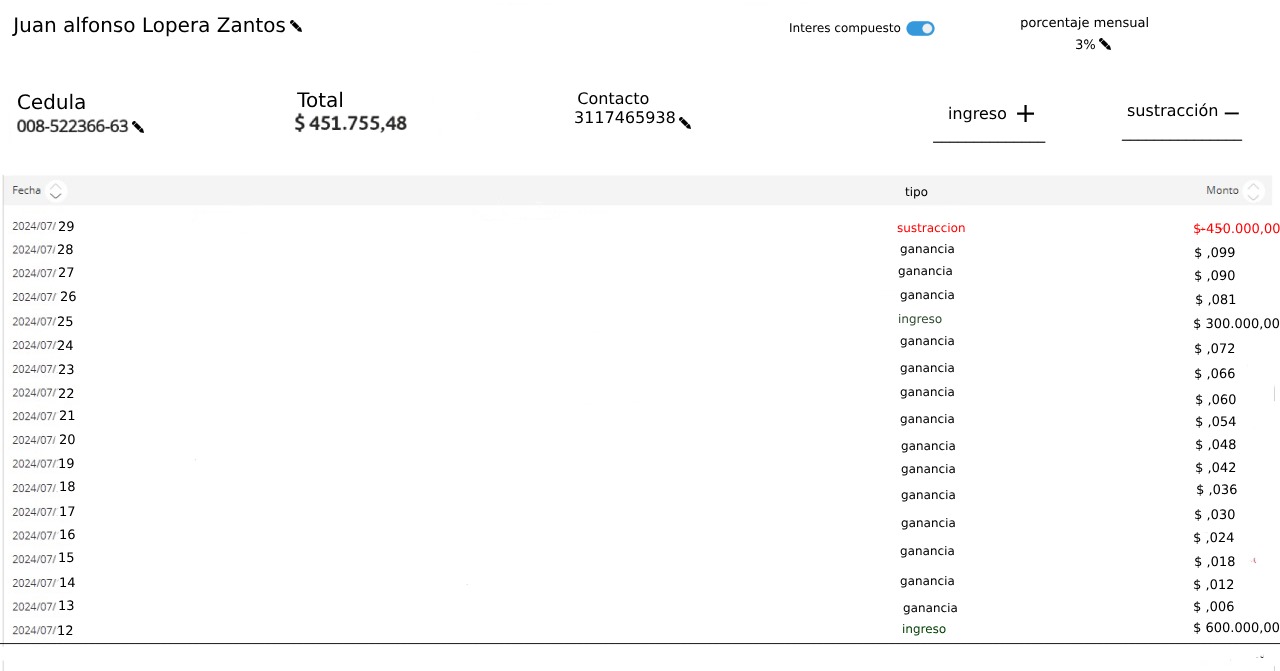 Juan alfonso Lopera Zantos
Interes compuesto
porcentaje mensual
3%
Cedula
008-522366-63
Total
$ 451.755,48
Contacto
3117465938
ingreso +
sustracción −
Fecha tipo Monto
2024/07/29 sustraccion $-450.000,00
2024/07/28 ganancia $ ,099
2024/07/27 ganancia $ ,090
2024/07/26 ganancia $ ,081
2024/07/25 ingreso $ 300.000,00
2024/07/24 ganancia $ ,072
2024/07/23 ganancia $ ,066
2024/07/22 ganancia $ ,060
2024/07/21 ganancia $ ,054
2024/07/20 ganancia $ ,048
2024/07/19 ganancia $ ,042
2024/07/18 ganancia $ ,036
2024/07/17 ganancia $ ,030
2024/07/16 ganancia $ ,024
2024/07/15 ganancia $ ,018
2024/07/14 ganancia $ ,012
2024/07/13 ganancia $ ,006
2024/07/12 ingreso $ 600.000,00